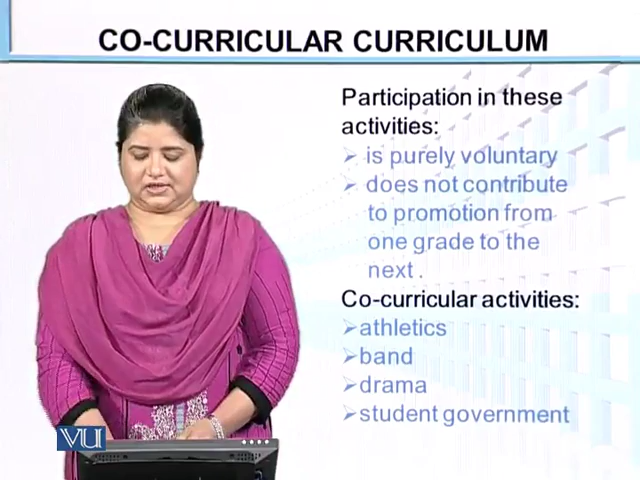 CO-CURRICULAR CURRICULUM
Participation in these
activities:
➢ is purely voluntary
➢ does not contribute
to promotion from
one grade to the
next .
Co-curricular activities:
➢athletics
➢band
➢drama
➢student government
VU